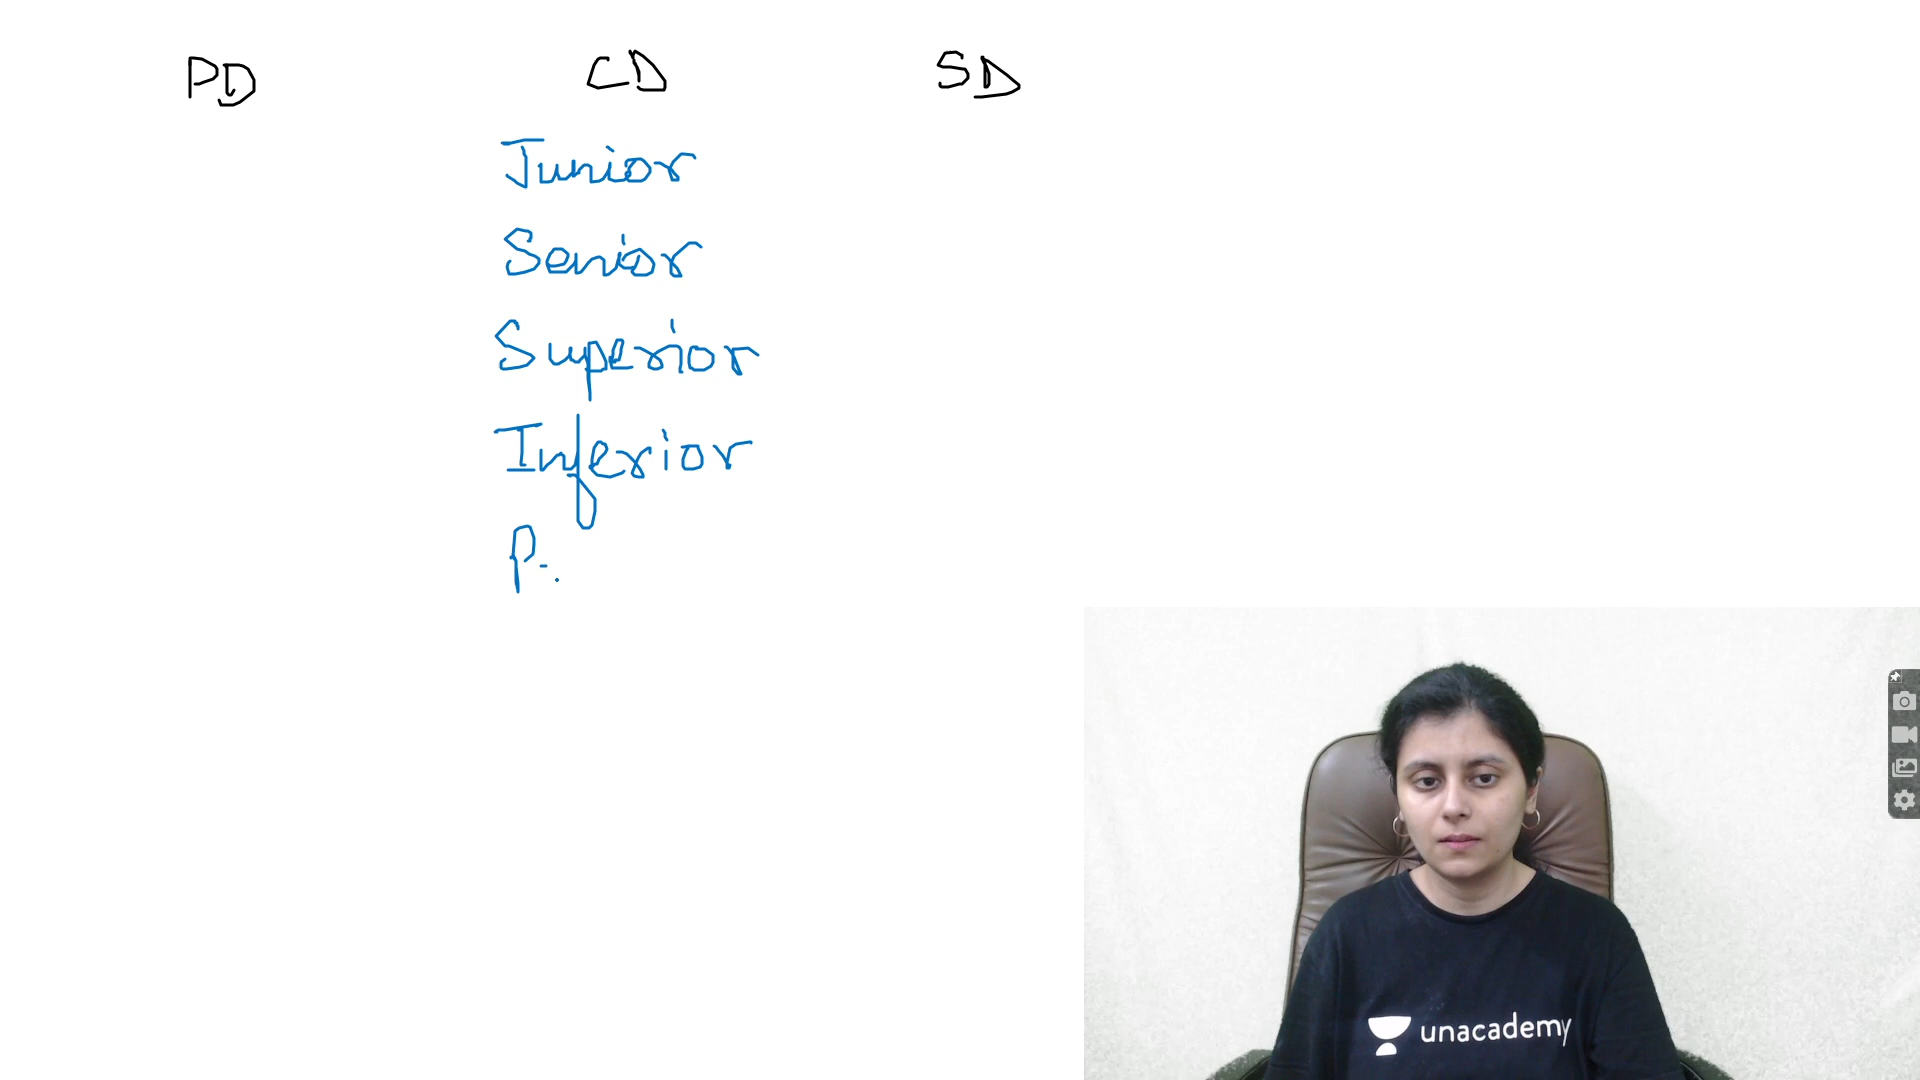 PD CD SD
Junior
Senior
Superior
Inferior
P
unacademy